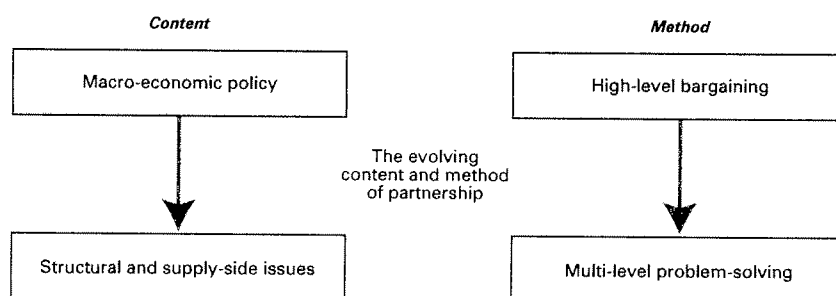 Content
Method
Macro-economic policy
High-level bargaining
The evolving
content and method
of partnership
Structural and supply-side issues
Multi-level problem-solving